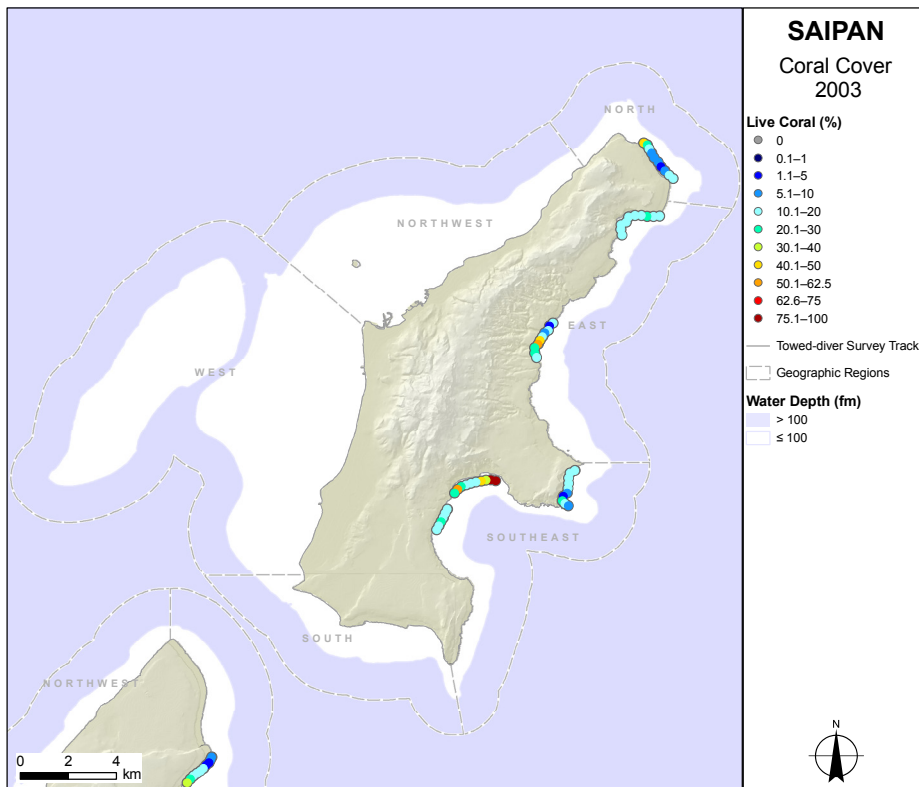 SAIPAN
Coral Cover
2003
Live Coral (%)
0
0.1–1
1.1–5
5.1–10
10.1–20
20.1–30
30.1–40
40.1–50
50.1–62.5
62.6–75
75.1–100
Towed-diver Survey Track
Geographic Regions
Water Depth (fm)
> 100
≤ 100
N
NORTH
NORTHWEST
EAST
WEST
SOUTHEAST
SOUTH
NORTHWEST
0 2 4
km